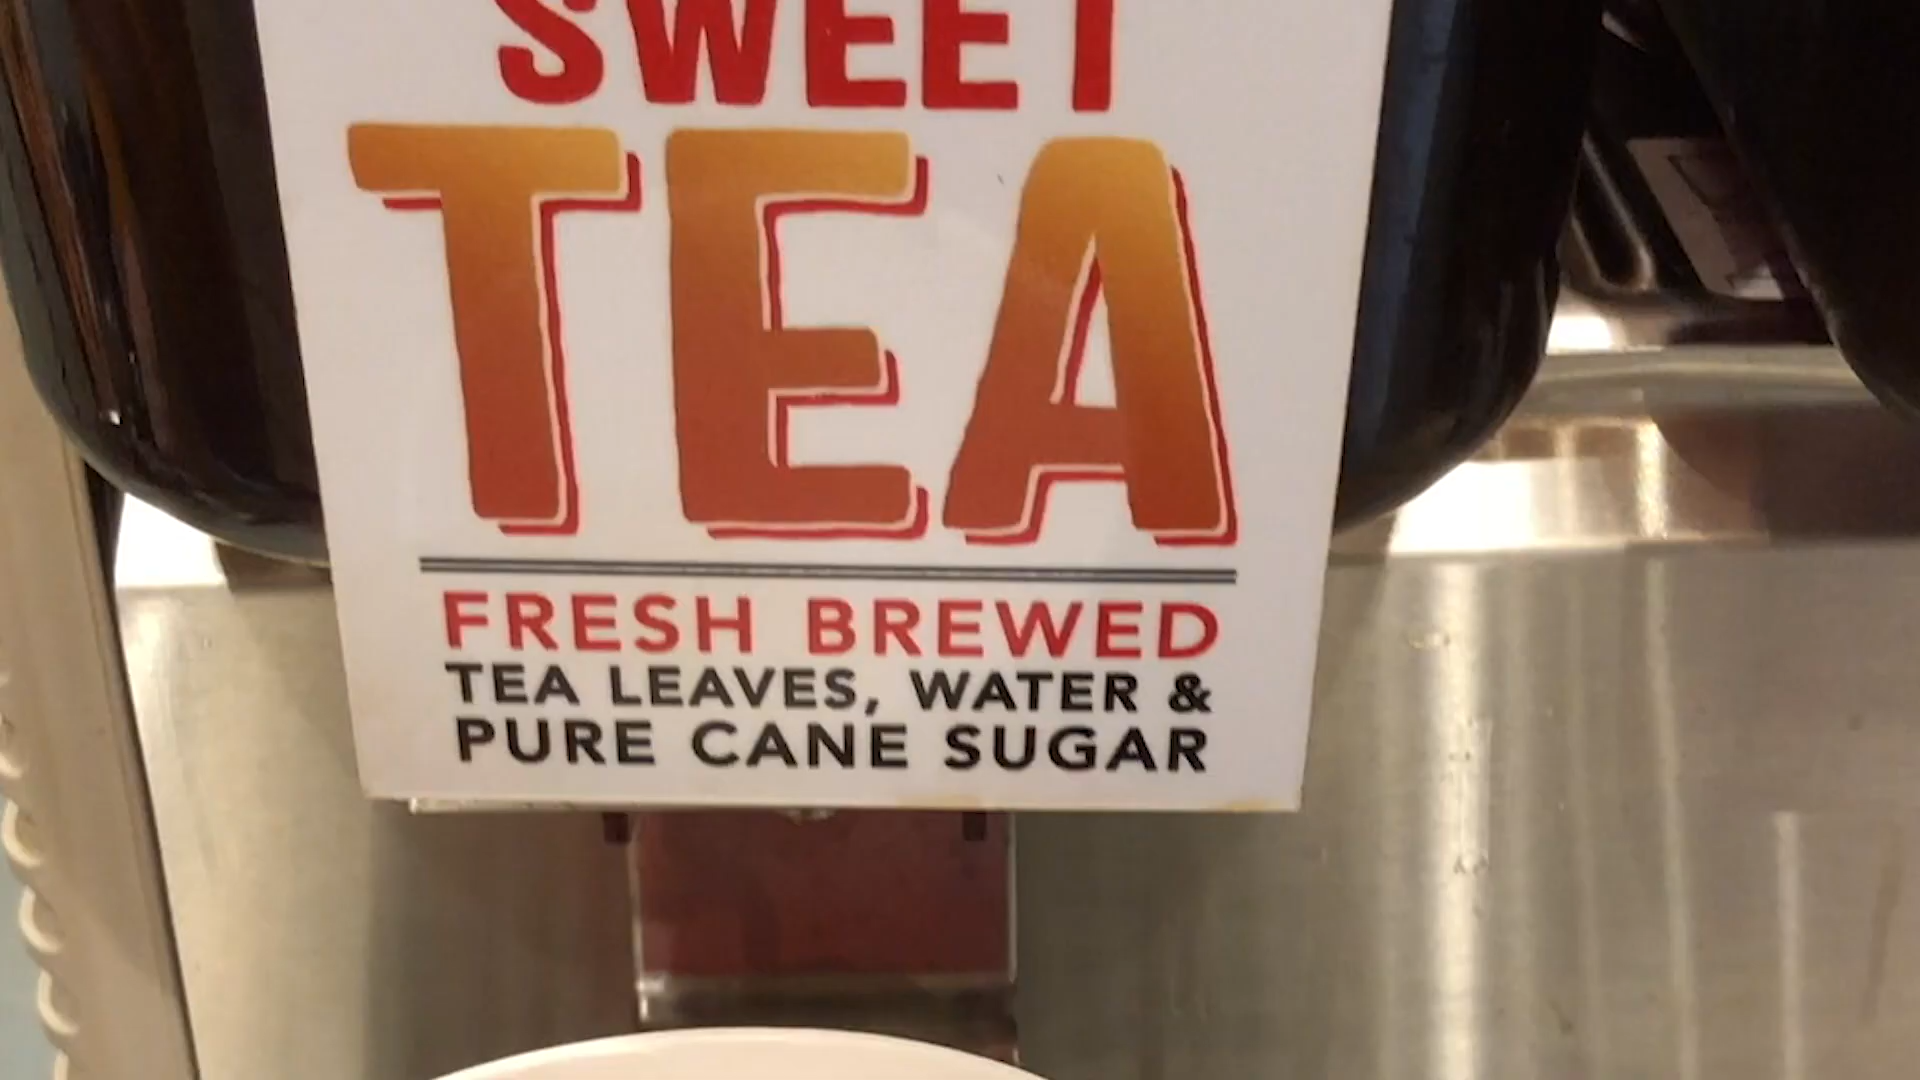 SWEET
TEA
FRESH BREWED
TEA LEAVES, WATER &
PURE CANE SUGAR